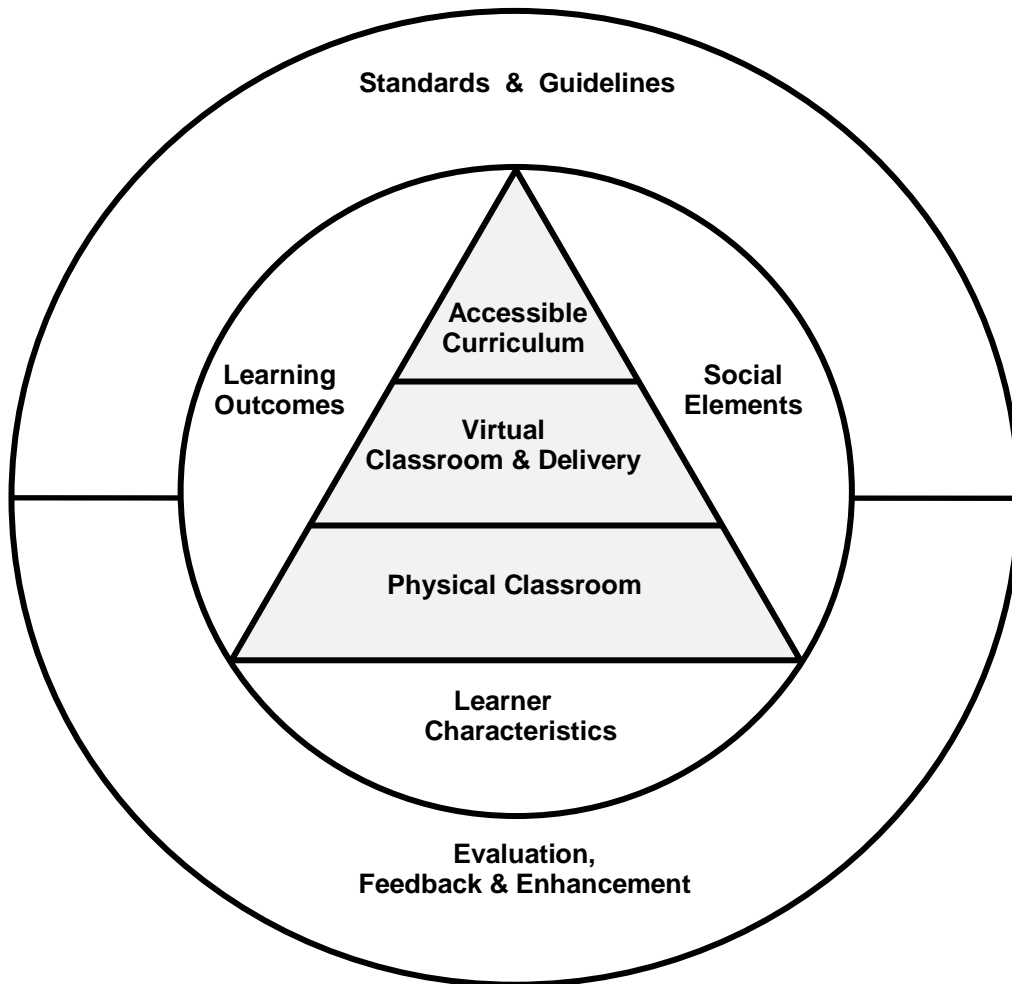 Standards & Guidelines
Accessible
Curriculum
Learning
Outcomes
Social
Elements
Virtual
Classroom & Delivery
Physical Classroom
Learner
Characteristics
Evaluation,
Feedback & Enhancement